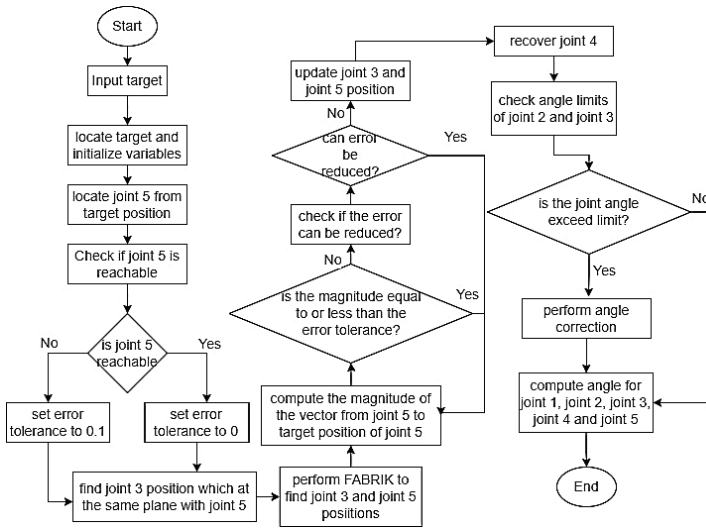 Start
Input target
locate target and
initialize variables
locate joint 5 from
target position
Check if joint 5 is
reachable
is joint 5
reachable
No
Yes
set error
tolerance to 0.1
set error
tolerance to 0
find joint 3 position which at
the same plane with joint 5
perform FABRIK to
find joint 3 and joint 5
posiitions
compute the magnitude of
the vector from joint 5 to
target position of joint 5
is the magnitude equal
to or less than the
error tolerance?
Yes
No
check if the error
can be reduced?
can error
be
reduced?
Yes
No
update joint 3 and
joint 5 position
recover joint 4
check angle limits
of joint 2 and joint 3
is the joint angle
exceed limit?
No
Yes
perform angle
correction
compute angle for
joint 1, joint 2, joint 3,
joint 4 and joint 5
End